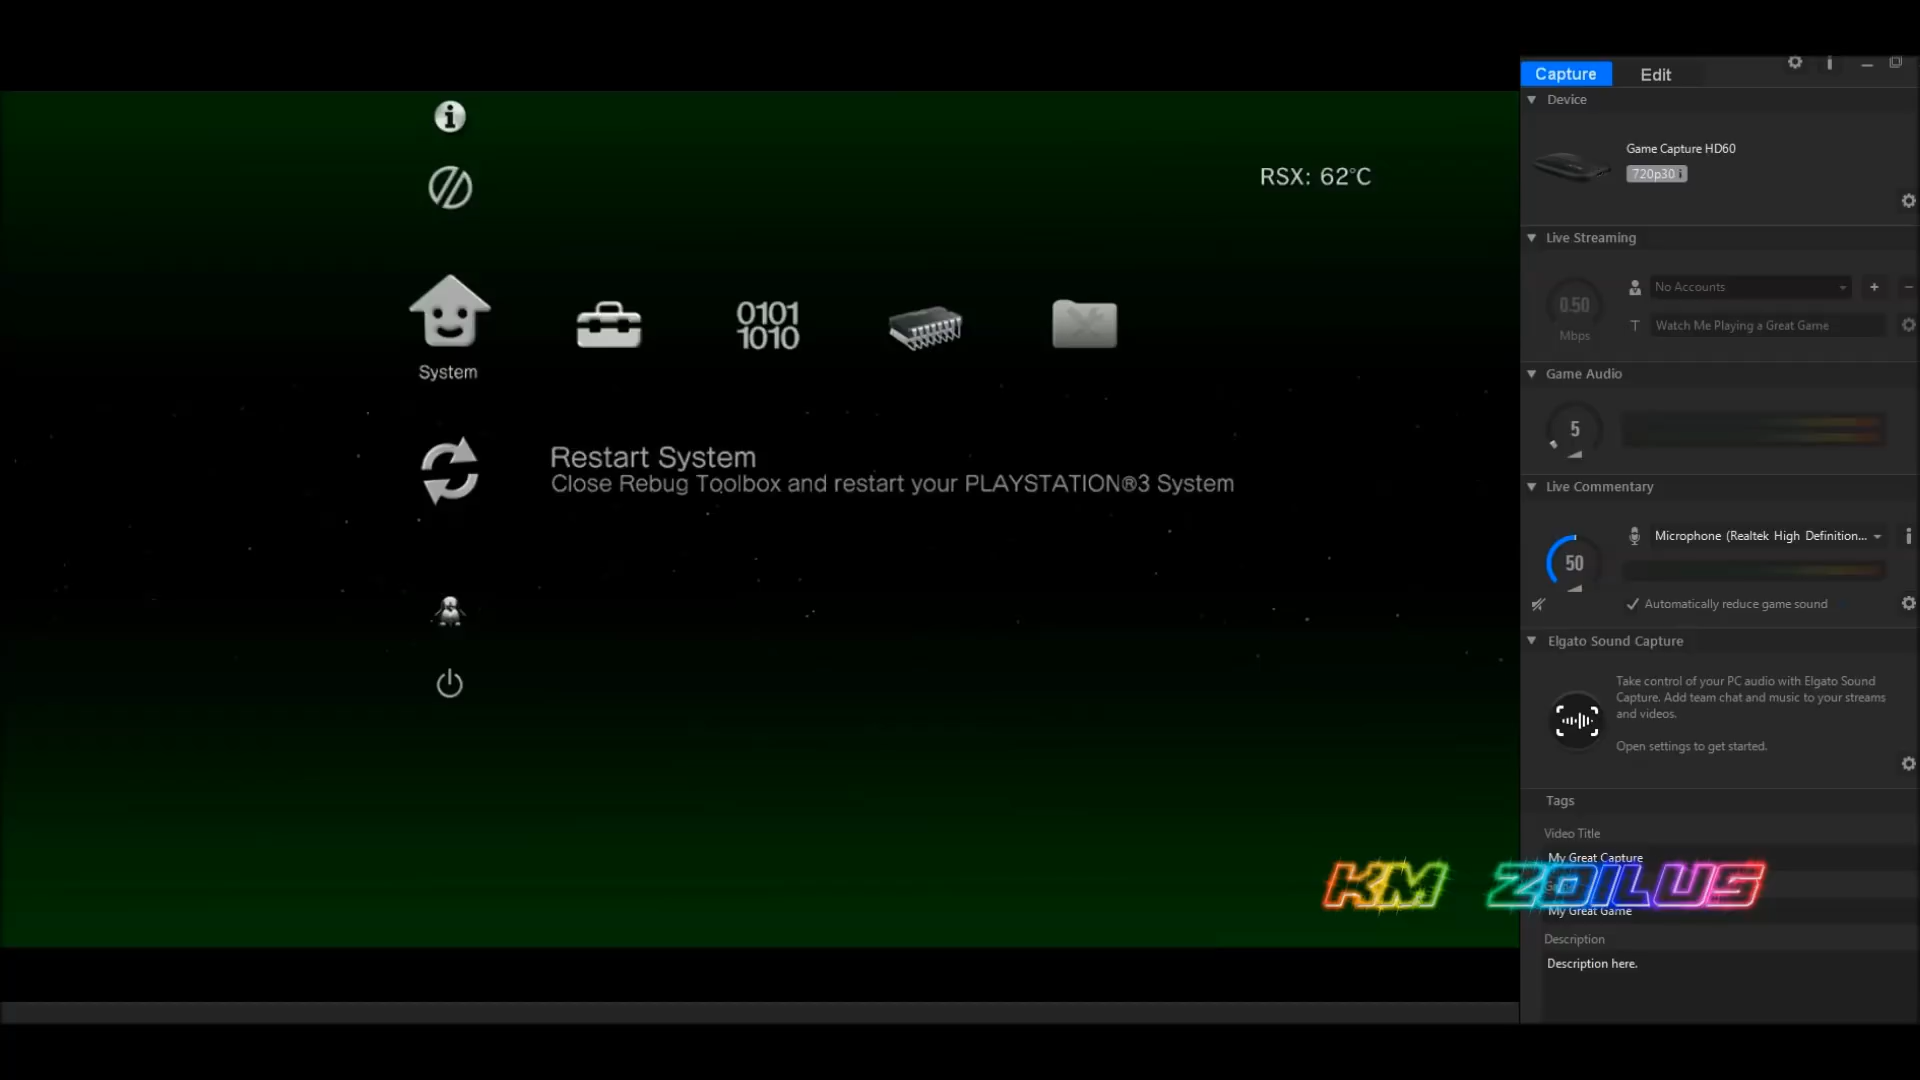 RSX: 62°C
0101
1010
System
Restart System
Close Rebug Toolbox and restart your PLAYSTATION®3 System
Capture
Edit
Device
Game Capture HD60
720p30
Live Streaming
0.50
Mbps
No Accounts
Watch Me Playing a Great Game
Game Audio
5
Live Commentary
50
Microphone (Realtek High Definition...
Automatically reduce game sound
Elgato Sound Capture
Take control of your PC audio with Elgato Sound
Capture. Add team chat and music to your streams
and videos.
Open settings to get started.
Tags
Video Title
My Great Capture
My Great Game
KM ZOILUS
Description
Description here.